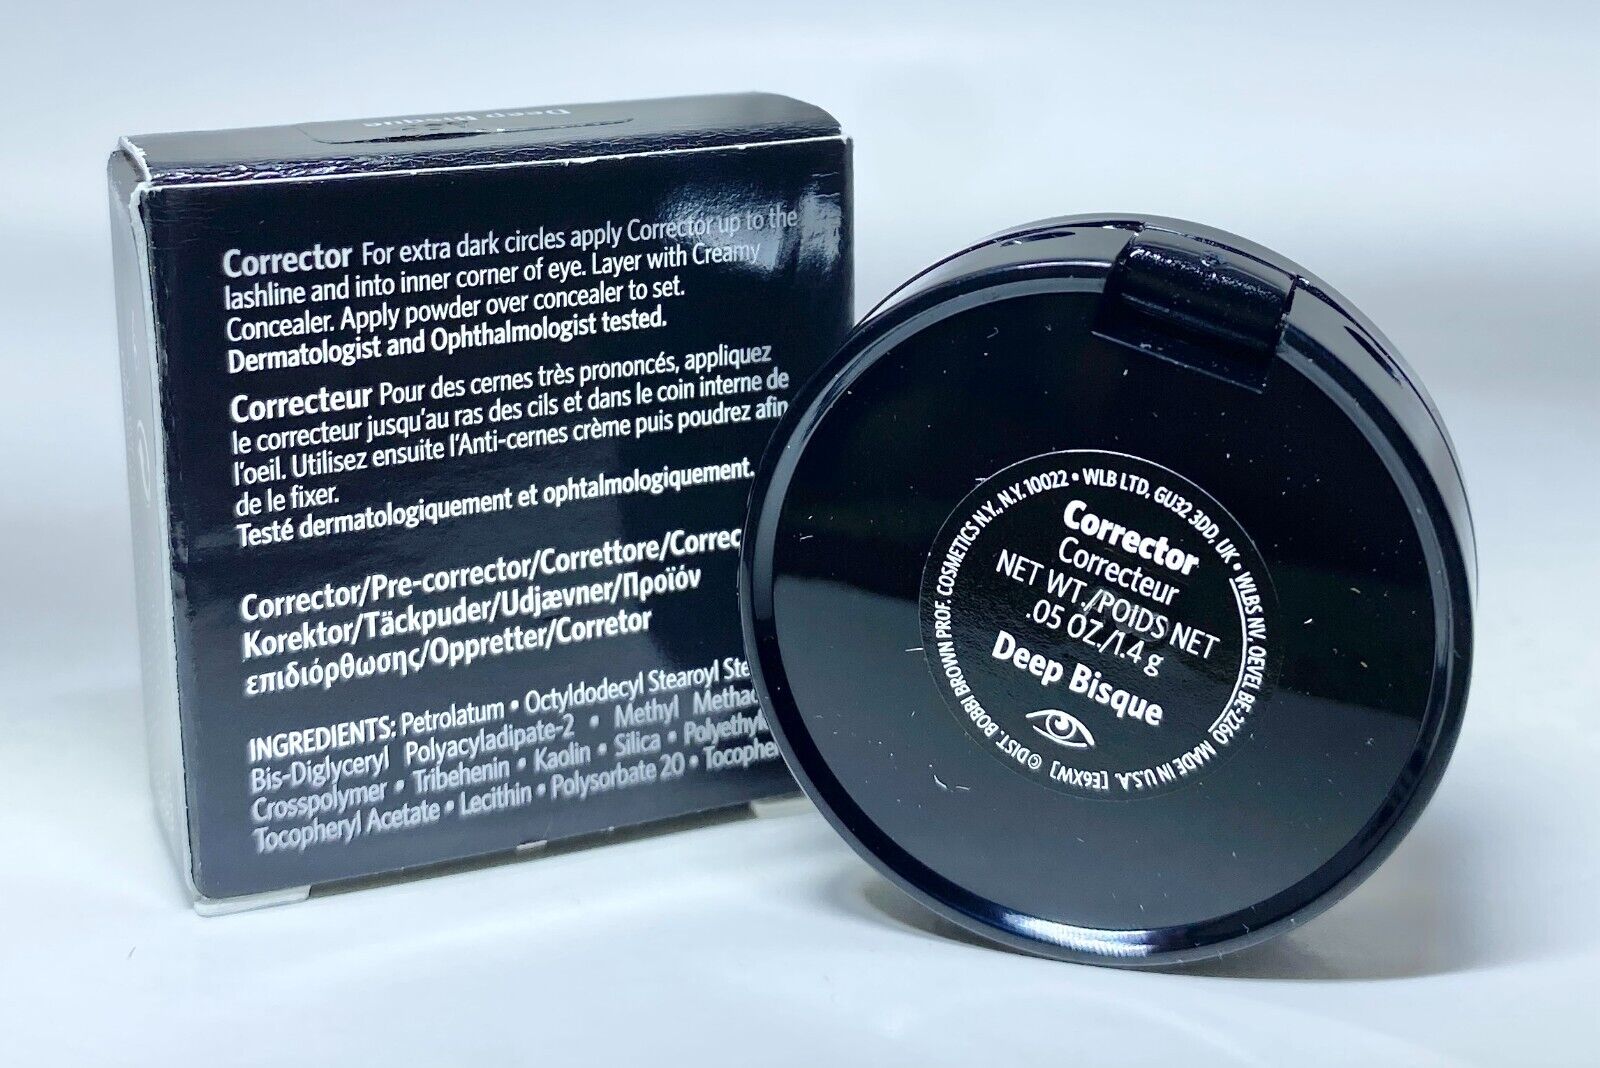 Deep Bisque
Corrector For extra dark circles apply Corrector up to the
lashline and into inner corner of eye. Layer with Creamy
Concealer. Apply powder over concealer to set.
Dermatologist and Ophthalmologist tested.
Correcteur Pour des cernes très prononcés, appliquez
le correcteur jusqu'au ras des cils et dans le coin interne de
l'oeil. Utilisez ensuite l'Anti-cernes crème puis poudrez afin
de le fixer.
Testé dermatologiquement et ophtalmologiquement.
Corrector/Pre-corrector/Correttore/Correc
Korektor/Täckpuder/Udjævner/Προϊόν
επιδιόρθωσης/Oppretter/Corretor
INGREDIENTS: Petrolatum • Octyldodecyl Stearoyl Ste
Bis-Diglyceryl Polyacyladipate-2 • Methyl Methac
Crosspolymer • Tribehenin • Kaolin • Silica • Polyethyl
Tocopheryl Acetate • Lecithin • Polysorbate 20 • Tocopher
©DIST. BOBBI BROWN PROF. COSMETICS N.Y., N.Y. 10022 • WLB LTD, GU32 3DD, UK • WLBS NV, OEVEL BE-2260 MADE IN U.S.A. [E6XW]
Corrector
Correcteur
NET WT./POIDS NET
.05 OZ./1.4 g
Deep Bisque